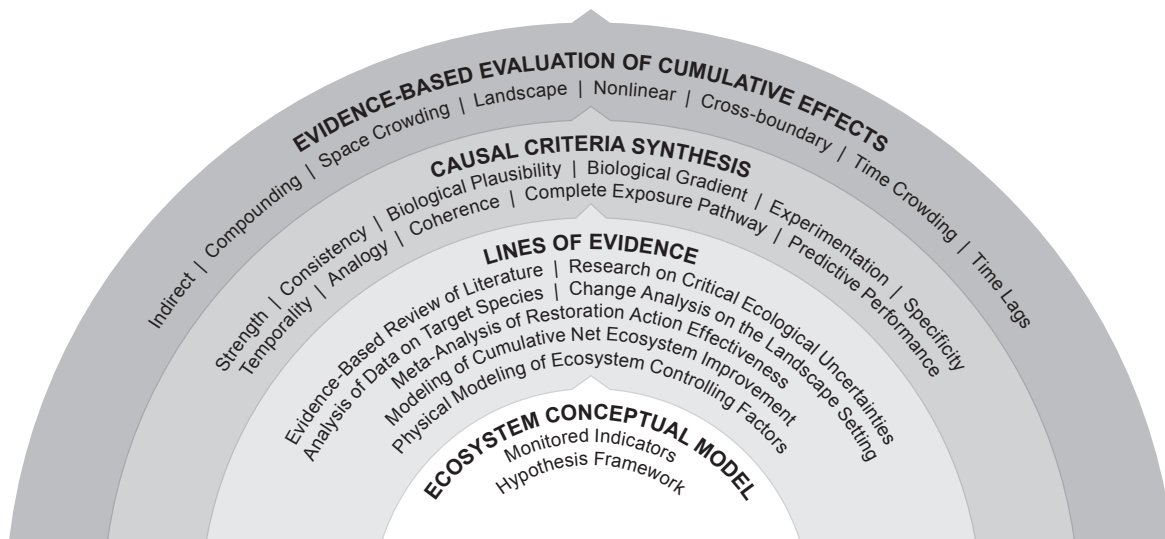 EVIDENCE-BASED EVALUATION OF CUMULATIVE EFFECTS
Indirect | Compounding | Space Crowding | Landscape | Nonlinear | Cross-boundary | Time Crowding | Time Lags
CAUSAL CRITERIA SYNTHESIS
Strength | Consistency | Biological Plausibility | Biological Gradient | Experimentation | Specificity
Temporality | Analogy | Coherence | Complete Exposure Pathway | Predictive Performance
LINES OF EVIDENCE
Evidence-Based Review of Literature | Research on Critical Ecological Uncertainties
Analysis of Data on Target Species | Change Analysis on the Landscape Setting
Meta-Analysis of Restoration Action Effectiveness
Modeling of Cumulative Net Ecosystem Improvement
Physical Modeling of Ecosystem Controlling Factors
ECOSYSTEM CONCEPTUAL MODEL
Monitored Indicators
Hypothesis Framework